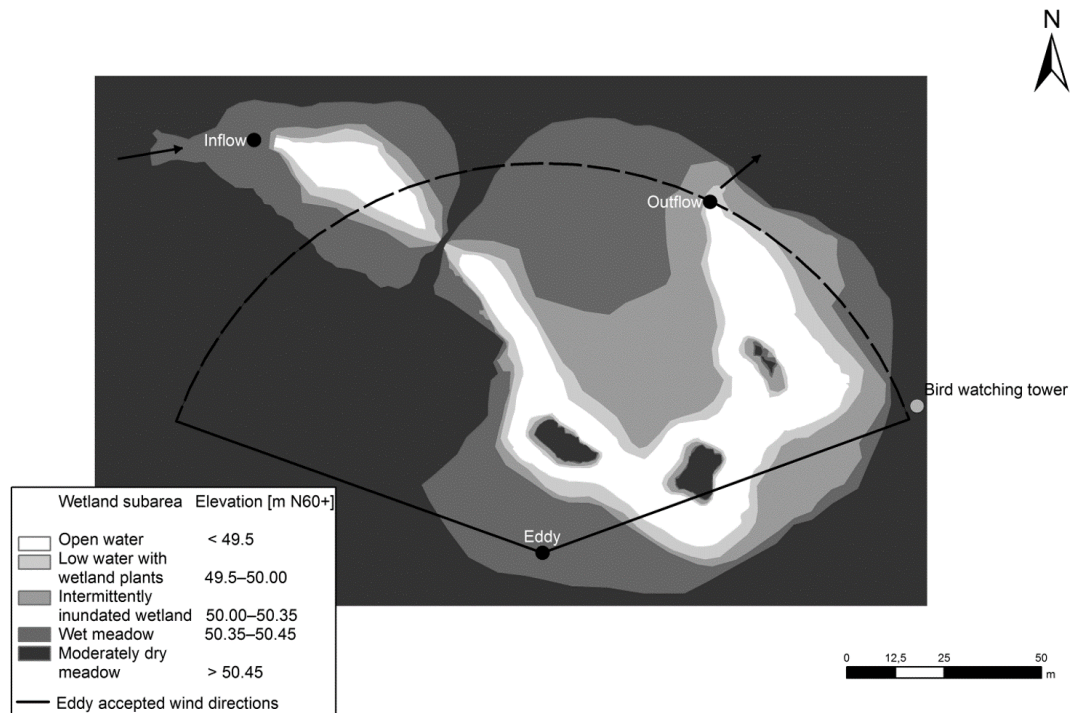 N
Inflow
Outflow
Bird watching tower
Eddy
Wetland subarea Elevation [m N60+]
Open water < 49.5
Low water with
wetland plants 49.5–50.00
Intermittently
inundated wetland 50.00–50.35
Wet meadow 50.35–50.45
Moderately dry
meadow > 50.45
Eddy accepted wind directions
0 12,5 25 50
m